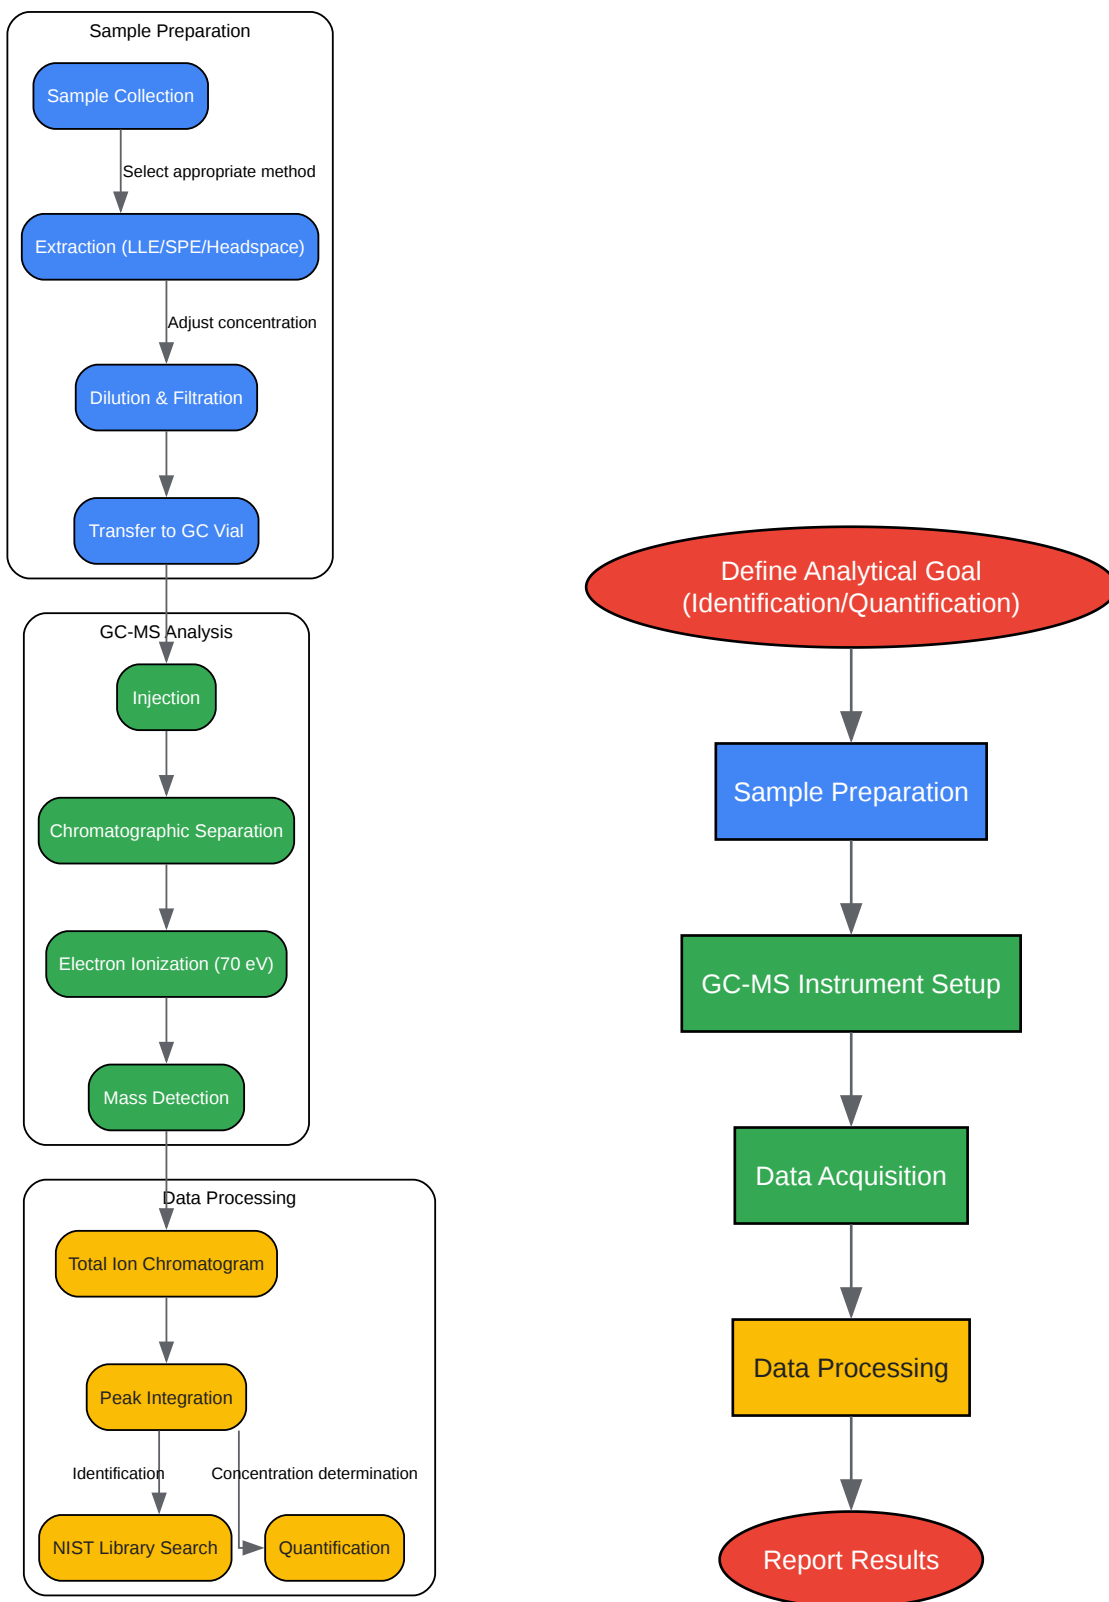 Sample Preparation
Sample Collection
Select appropriate method
Extraction (LLE/SPE/Headspace)
Adjust concentration
Dilution & Filtration
Transfer to GC Vial
GC-MS Analysis
Injection
Chromatographic Separation
Electron Ionization (70 eV)
Mass Detection
Data Processing
Total Ion Chromatogram
Peak Integration
Identification
Concentration determination
NIST Library Search
Quantification
Define Analytical Goal
(Identification/Quantification)
Sample Preparation
GC-MS Instrument Setup
Data Acquisition
Data Processing
Report Results